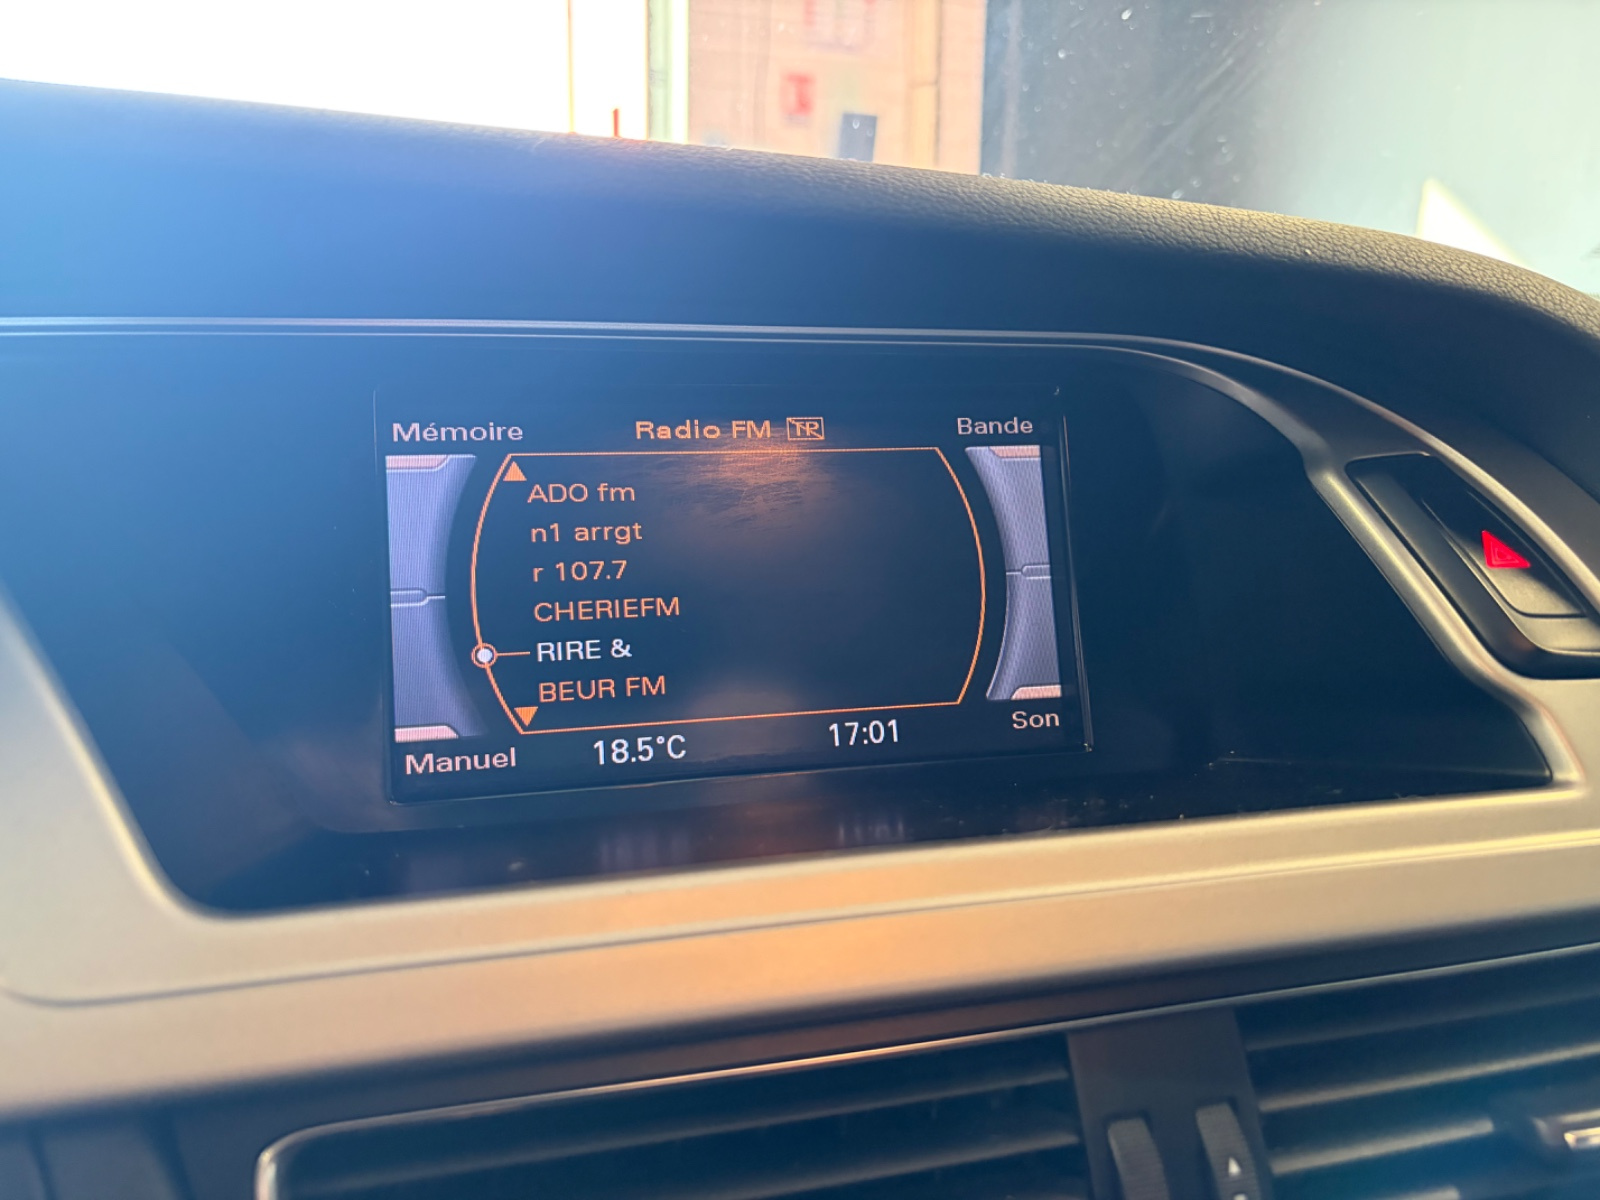 Mémoire
Radio FM TR
Bande
ADO fm
n1 arrgt
r 107.7
CHERIEFM
RIRE &
BEUR FM
Manuel
18.5°C
17:01
Son